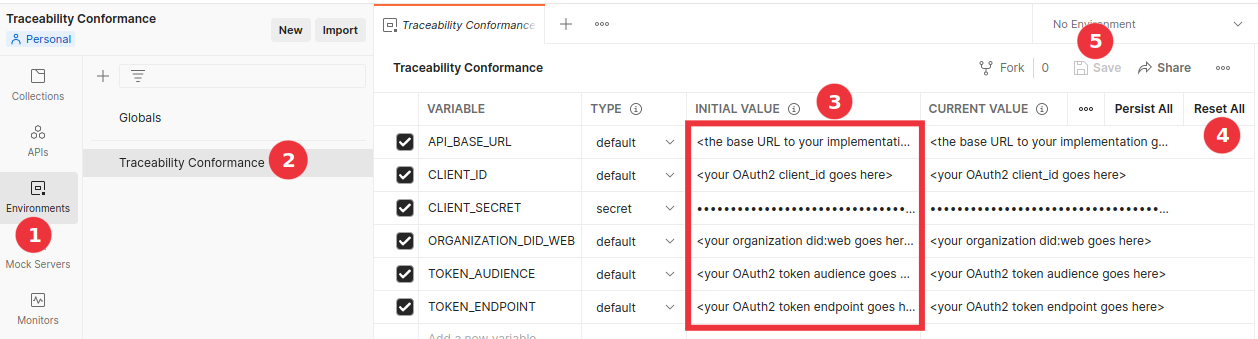 Traceability Conformance
Personal
New
Import
Collections
APIs
Environments
1
Mock Servers
Monitors
Globals
Traceability Conformance 2
Traceability Conformance
No Environment
5
Traceability Conformance
Fork 0
Save
Share
3
VARIABLE TYPE INITIAL VALUE CURRENT VALUE Persist All Reset All
4
API_BASE_URL default <the base URL to your implementati... <the base URL to your implementation g...
CLIENT_ID default <your OAuth2 client_id goes here> <your OAuth2 client_id goes here>
CLIENT_SECRET secret ••••••••••••••••••••••••••••••••... ••••••••••••••••••••••••••••••••••...
ORGANIZATION_DID_WEB default <your organization did:web goes her... <your organization did:web goes here>
TOKEN_AUDIENCE default <your OAuth2 token audience goes ... <your OAuth2 token audience goes here>
TOKEN_ENDPOINT default <your OAuth2 token endpoint goes h... <your OAuth2 token endpoint goes here>
Add a new variable